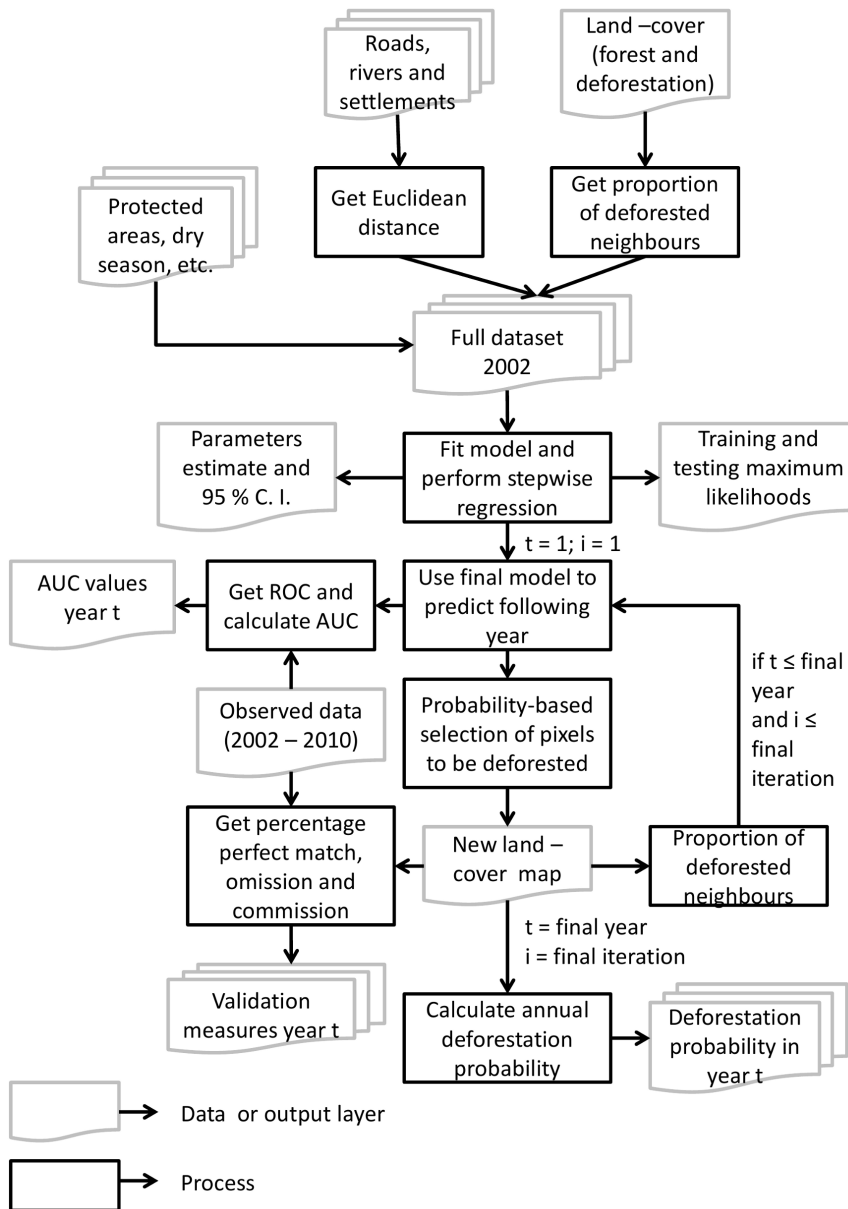 Roads,
rivers and
settlements
Land –cover
(forest and
deforestation)
Protected
areas, dry
season, etc.
Get Euclidean
distance
Get proportion
of deforested
neighbours
Full dataset
2002
Parameters
estimate and
95 % C. I.
Fit model and
perform stepwise
regression
Training and
testing maximum
likelihoods
t = 1; i = 1
AUC values
year t
Get ROC and
calculate AUC
Use final model to
predict following
year
if t ≤ final
year
and i ≤
final
iteration
Observed data
(2002 – 2010)
Probability-based
selection of pixels
to be deforested
Get percentage
perfect match,
omission and
commission
New land –
cover map
Proportion of
deforested
neighbours
t = final year
i = final iteration
Validation
measures year t
Calculate annual
deforestation
probability
Deforestation
probability in
year t
Data or output layer
Process